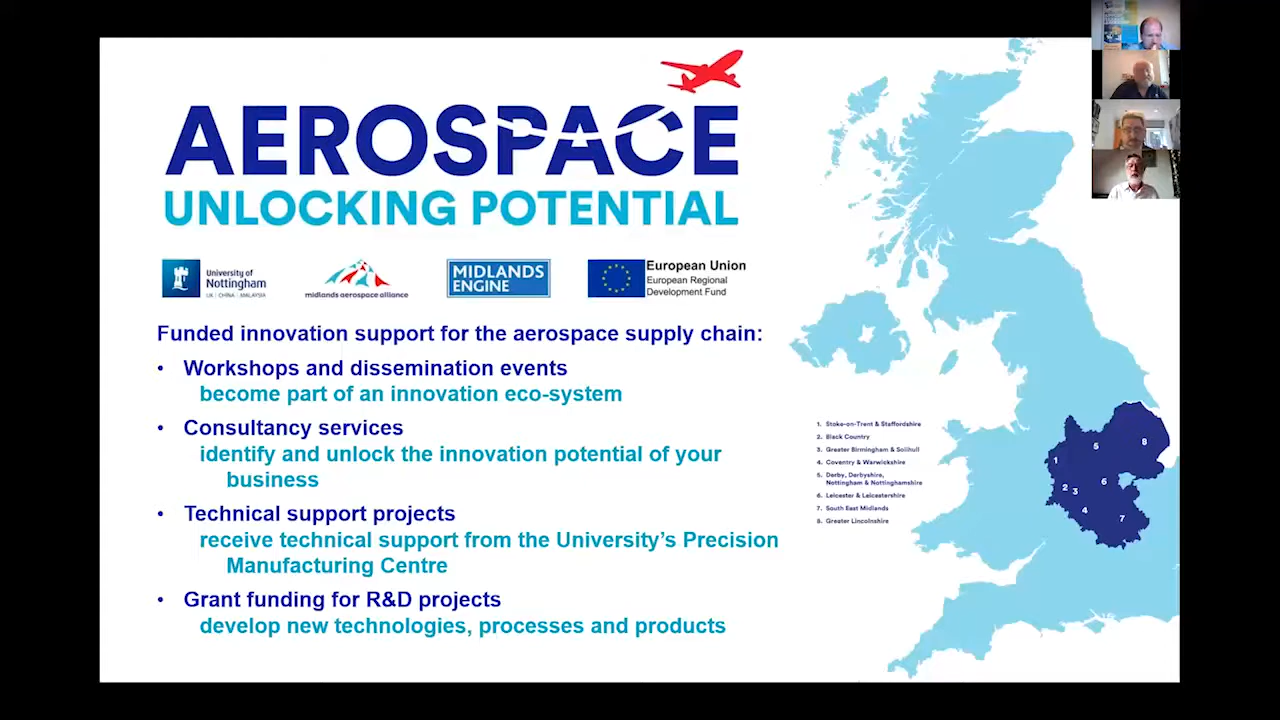 AEROSPACE
UNLOCKING POTENTIAL
University of
Nottingham
UK | CHINA | MALAYSIA
midlands aerospace alliance
MIDLANDS
ENGINE
European Union
European Regional
Development Fund
Funded innovation support for the aerospace supply chain:
• Workshops and dissemination events
become part of an innovation eco-system
• Consultancy services
identify and unlock the innovation potential of your
business
• Technical support projects
receive technical support from the University's Precision
Manufacturing Centre
• Grant funding for R&D projects
develop new technologies, processes and products
1. Stoke-on-Trent & Staffordshire
2. Black Country
3. Greater Birmingham & Solihull
4. Coventry & Warwickshire
5. Derby, Derbyshire,
Nottingham & Nottinghamshire
6. Leicester & Leicestershire
7. South East Midlands
8. Greater Lincolnshire
8
5
1
6
2
3
4
7